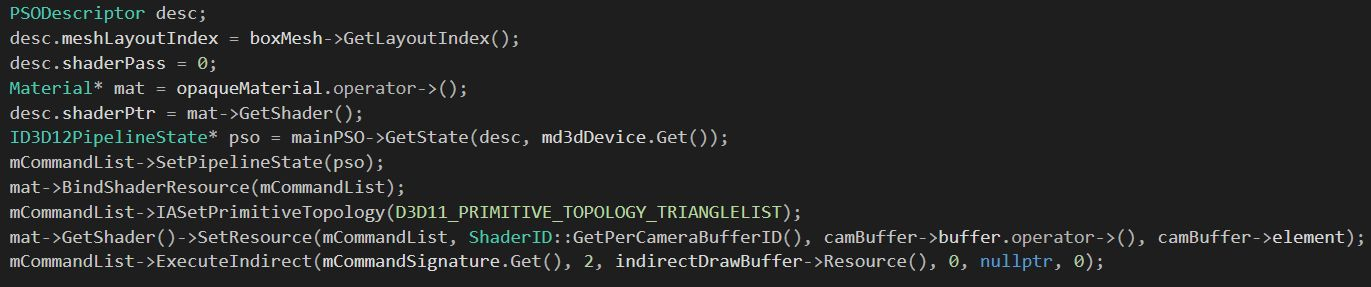 PSODescriptor desc;
desc.meshLayoutIndex = boxMesh->GetLayoutIndex();
desc.shaderPass = 0;
Material* mat = opaqueMaterial.operator->();
desc.shaderPtr = mat->GetShader();
ID3D12PipelineState* pso = mainPSO->GetState(desc, md3dDevice.Get());
mCommandList->SetPipelineState(pso);
mat->BindShaderResource(mCommandList);
mCommandList->IASetPrimitiveTopology(D3D11_PRIMITIVE_TOPOLOGY_TRIANGLELIST);
mat->GetShader()->SetResource(mCommandList, ShaderID::GetPerCameraBufferID(), camBuffer->buffer.operator->(), camBuffer->element);
mCommandList->ExecuteIndirect(mCommandSignature.Get(), 2, indirectDrawBuffer->Resource(), 0, nullptr, 0);